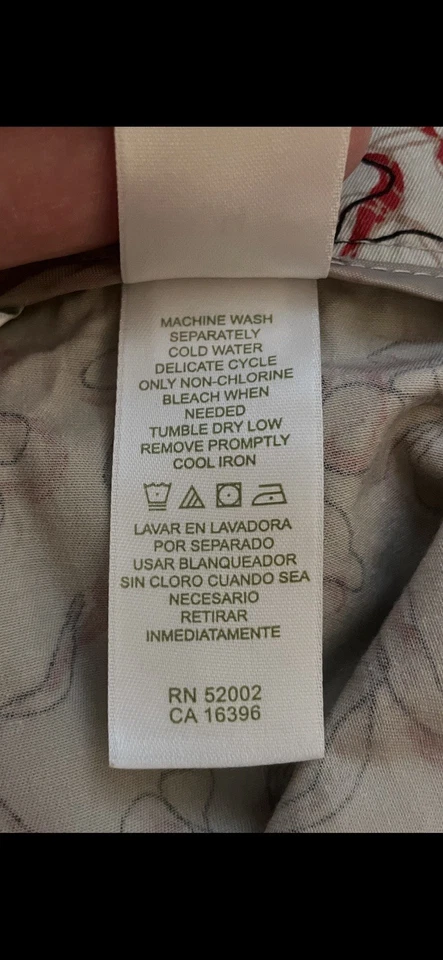 MACHINE WASH
SEPARATELY
COLD WATER
DELICATE CYCLE
ONLY NON-CHLORINE
BLEACH WHEN
NEEDED
TUMBLE DRY LOW
REMOVE PROMPTLY
COOL IRON
LAVAR EN LAVADORA
POR SEPARADO
USAR BLANQUEADOR
SIN CLORO CUANDO SEA
NECESARIO
RETIRAR
INMEDIATAMENTE
RN 52002
CA 16396